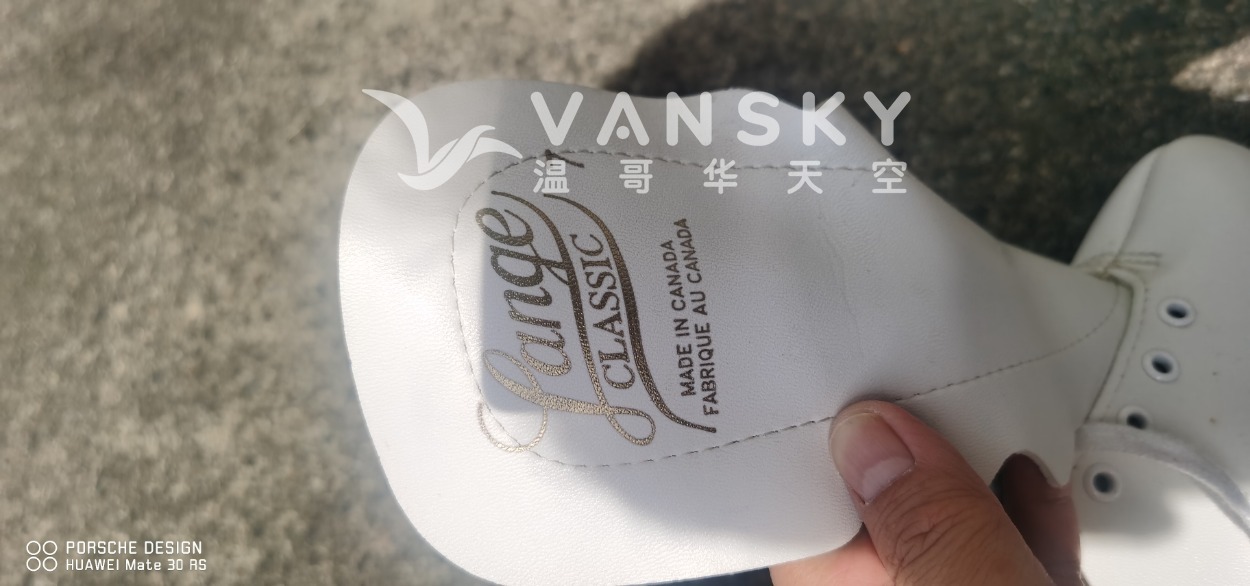 VANSKY
温哥华天空
Lange
CLASSIC
MADE IN CANADA
FABRIQUE AU CANADA
PORSCHE DESIGN
HUAWEI Mate 30 RS